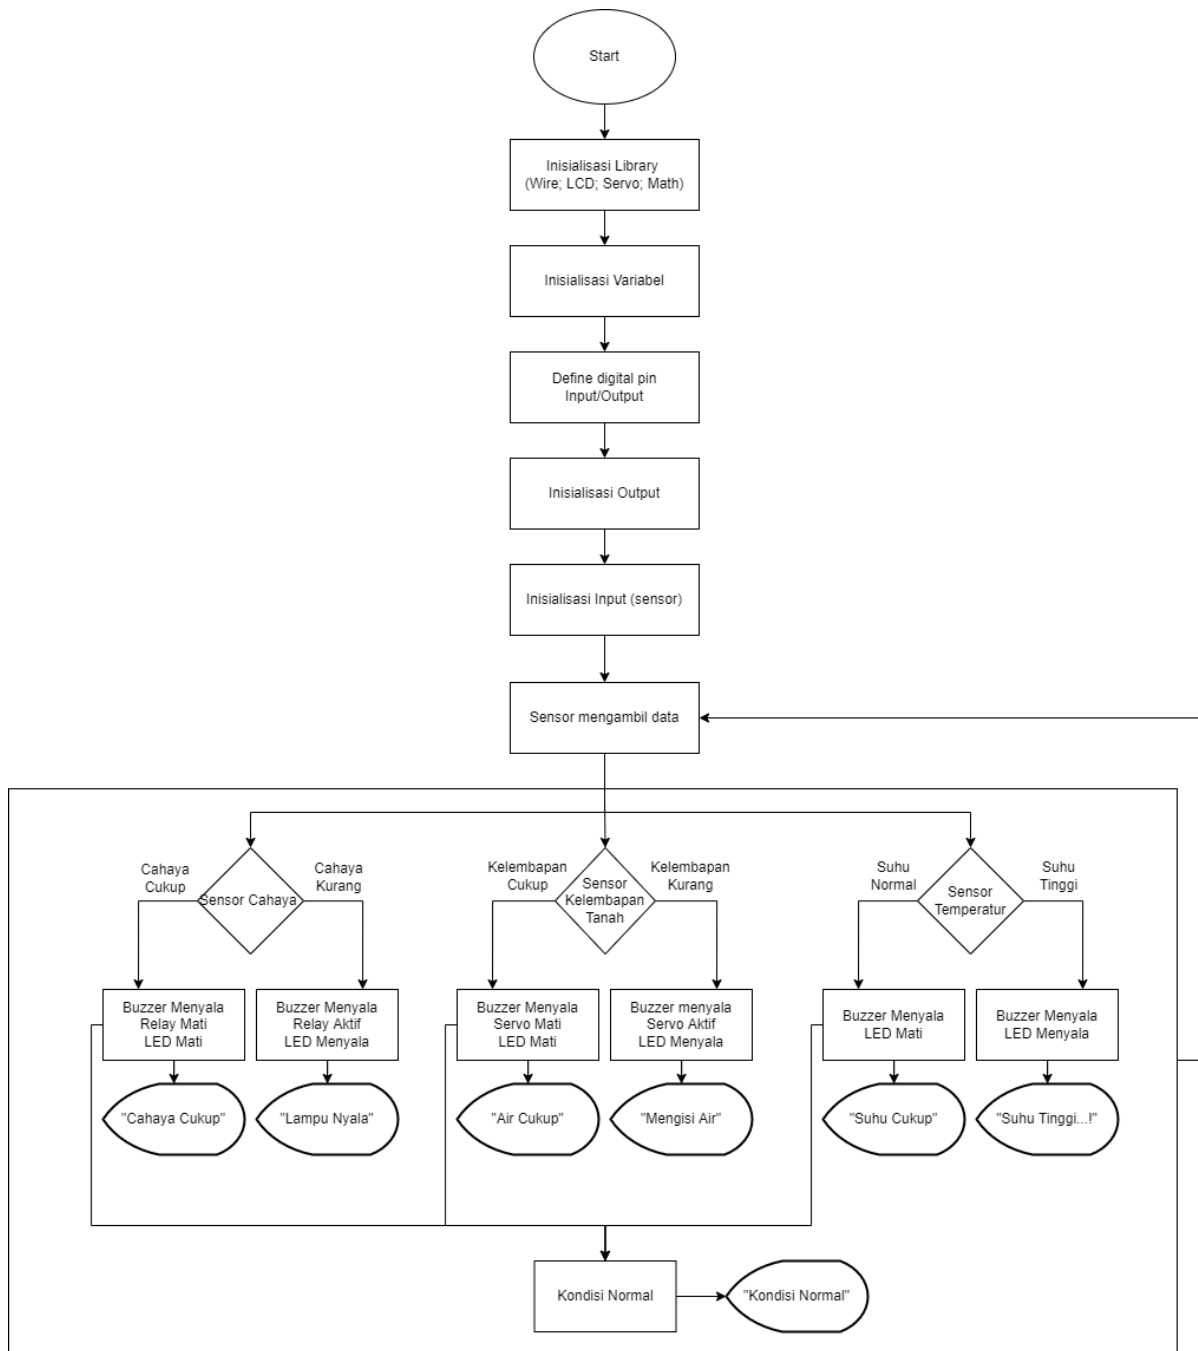 Start
Inisialisasi Library
(Wire; LCD; Servo; Math)
Inisialisasi Variabel
Define digital pin
Input/Output
Inisialisasi Output
Inisialisasi Input (sensor)
Sensor mengambil data
Cahaya
Cukup
Sensor Cahaya
Cahaya
Kurang
Kelembapan
Cukup
Sensor
Kelembapan
Tanah
Kelembapan
Kurang
Suhu
Normal
Sensor
Temperatur
Suhu
Tinggi
Buzzer Menyala
Relay Mati
LED Mati
Buzzer Menyala
Relay Aktif
LED Menyala
Buzzer Menyala
Servo Mati
LED Mati
Buzzer menyala
Servo Aktif
LED Menyala
Buzzer Menyala
LED Mati
Buzzer Menyala
LED Menyala
"Cahaya Cukup"
"Lampu Nyala"
"Air Cukup"
"Mengisi Air"
"Suhu Cukup"
"Suhu Tinggi...!"
Kondisi Normal
"Kondisi Normal"